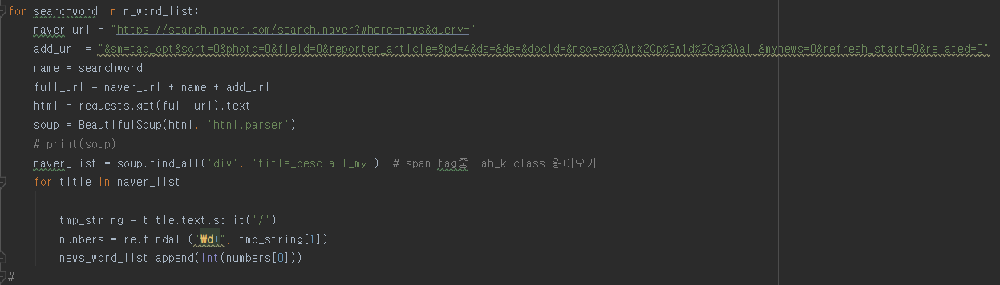 for searchword in n_word_list:
    naver_url = "https://search.naver.com/search.naver?where=news&query="
    add_url = "&sm=tab_opt&sort=0&photo=0&field=0&reporter_article=&pd=4&ds=&de=&docid=&nso=so%3Ar%2Cp%3Ald%2Ca%3Aall&mynews=0&refresh_start=0&related=0"
    name = searchword
    full_url = naver_url + name + add_url
    html = requests.get(full_url).text
    soup = BeautifulSoup(html, 'html.parser')
    # print(soup)
    naver_list = soup.find_all('div', 'title_desc all_my')  # span tag줄  ah_k class 읽어오기
    for title in naver_list:
        tmp_string = title.text.split('/')
        numbers = re.findall("₩d+", tmp_string[1])
        news_word_list.append(int(numbers[0]))
#